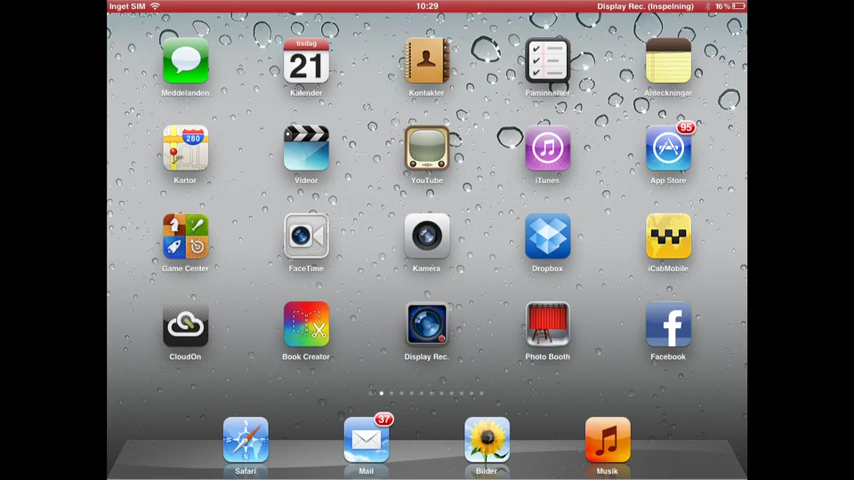 Inget SIM 10:29 Display Rec. (Inspelning) 16%
tisdag
21
Meddelanden Kalender Kontakter Påminnelser Anteckningar
280 95
Kartor Videor YouTube iTunes App Store
Game Center FaceTime Kamera Dropbox iCabMobile
CloudOn Book Creator Display Rec. Photo Booth Facebook
37
Safari Mail Bilder Musik